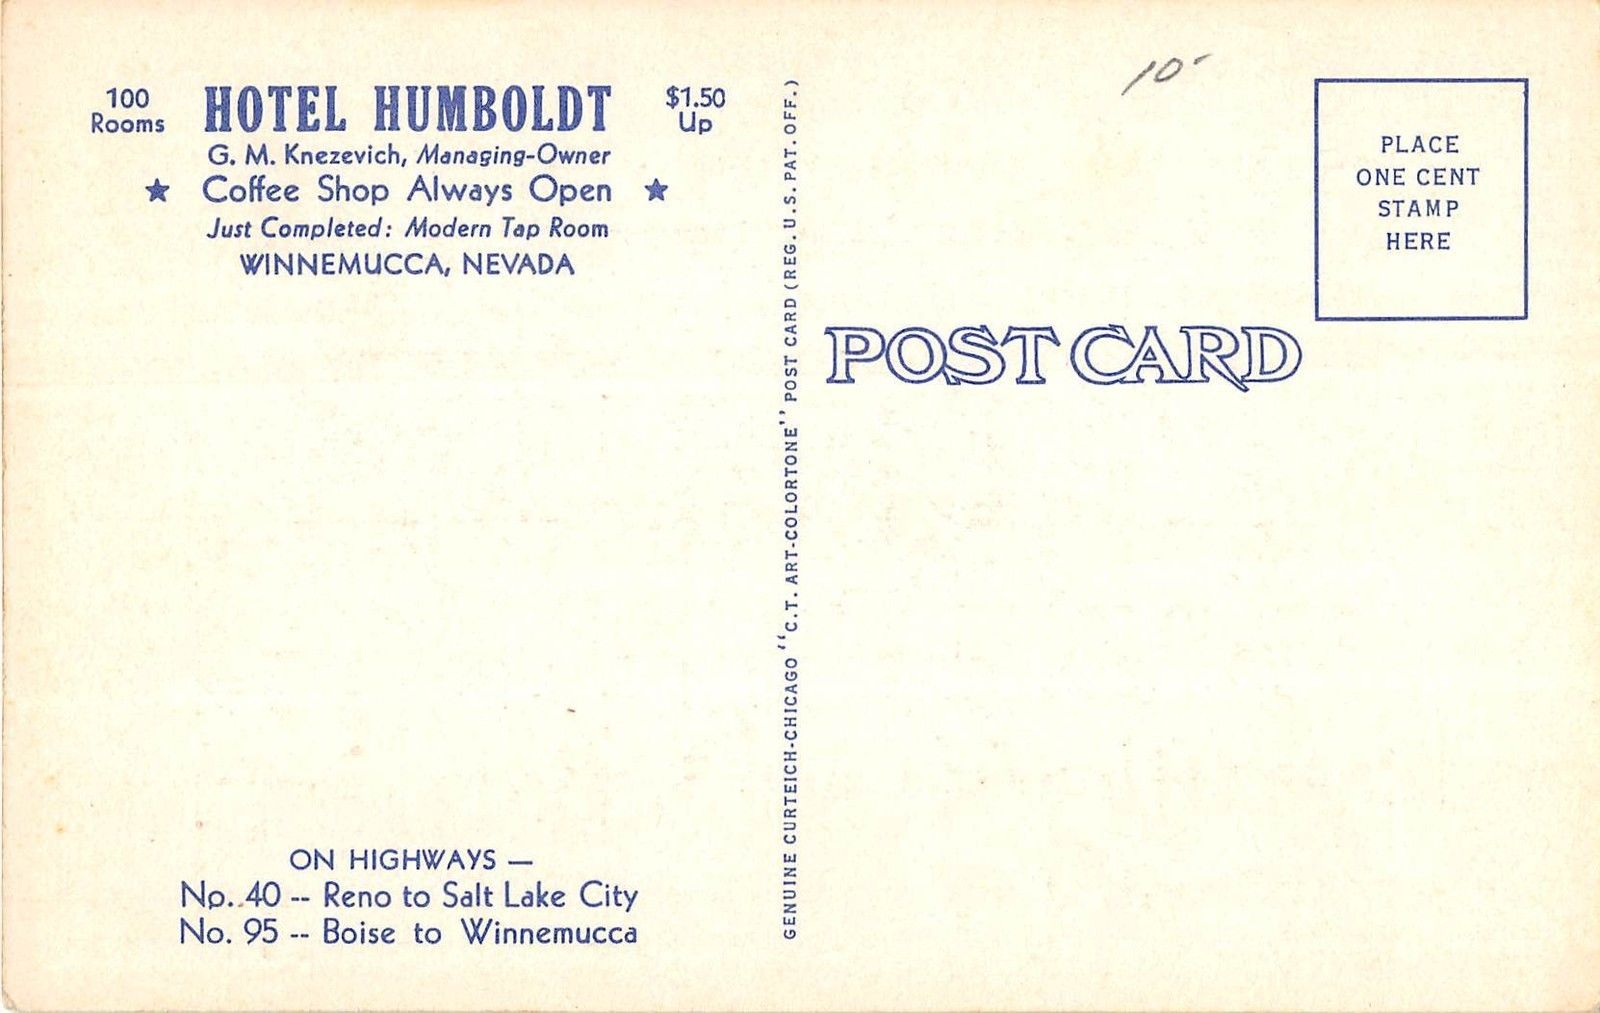 100
Rooms
HOTEL HUMBOLDT
$1.50
Up
G. M. Knezevich, Managing-Owner
★ Coffee Shop Always Open ★
Just Completed: Modern Tap Room
WINNEMUCCA, NEVADA
ON HIGHWAYS —
No. 40 -- Reno to Salt Lake City
No. 95 -- Boise to Winnemucca
GENUINE CURTEICH-CHICAGO "C.T. ART-COLORTONE" POST CARD (REG. U.S. PAT. OFF.)
10-
PLACE
ONE CENT
STAMP
HERE
POST CARD